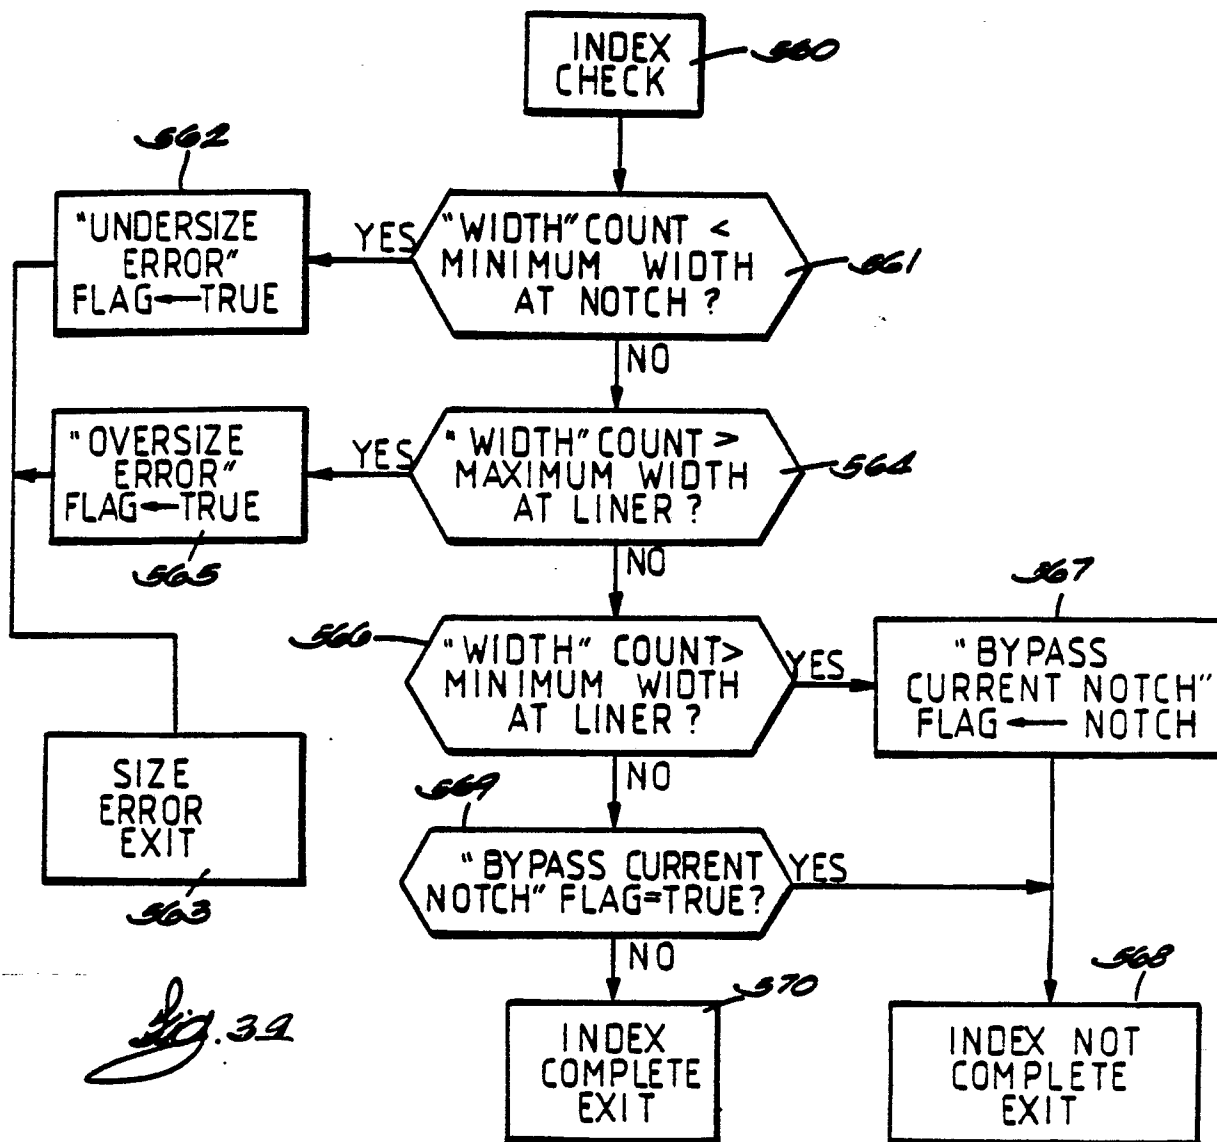 INDEX
CHECK
560
562
"UNDERSIZE
ERROR"
FLAG←TRUE
YES
"WIDTH" COUNT <
MINIMUM WIDTH
AT NOTCH ?
561
NO
"OVERSIZE
ERROR"
FLAG←TRUE
565
YES
"WIDTH" COUNT >
MAXIMUM WIDTH
AT LINER ?
564
NO
566
"WIDTH" COUNT>
MINIMUM WIDTH
AT LINER ?
YES
567
"BYPASS
CURRENT NOTCH"
FLAG ← NOTCH
NO
SIZE
ERROR
EXIT
563
569
"BYPASS CURRENT
NOTCH" FLAG=TRUE?
YES
NO
570
INDEX
COMPLETE
EXIT
568
INDEX NOT
COMPLETE
EXIT
Fig. 39